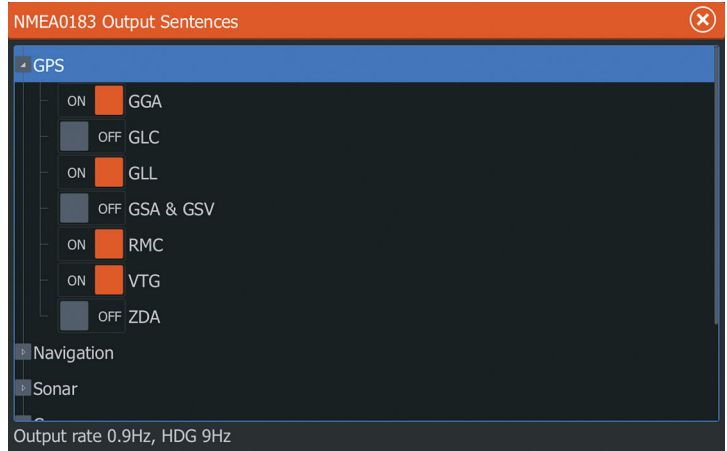 NMEA0183 Output Sentences
GPS
ON GGA
OFF GLC
ON GLL
OFF GSA & GSV
ON RMC
ON VTG
OFF ZDA
Navigation
Sonar
Output rate 0.9Hz, HDG 9Hz